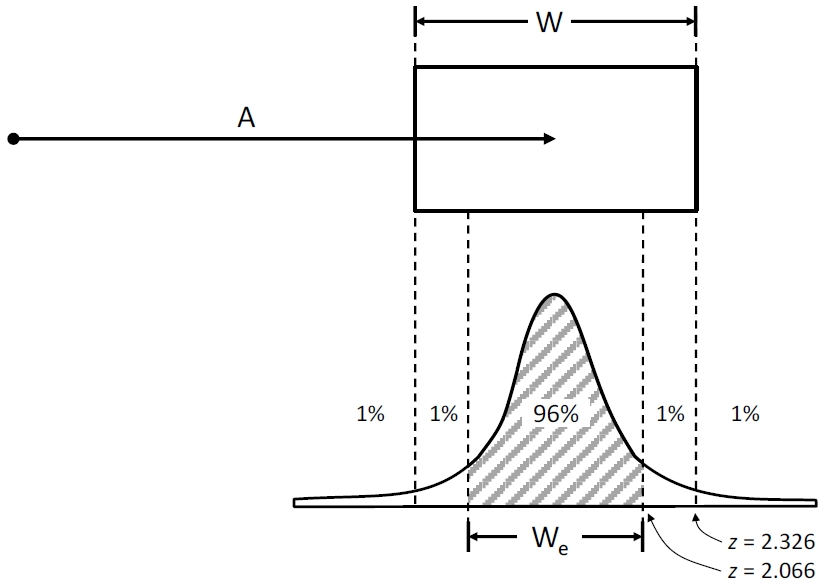 W
A
1%
1%
96%
1%
1%
We
z = 2.326
z = 2.066